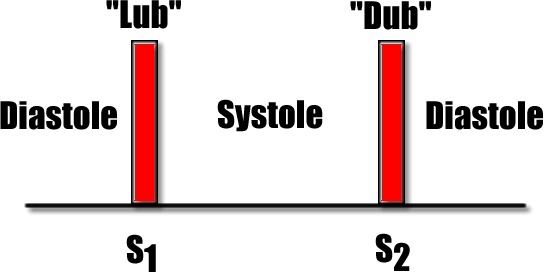 "Lub" "Dub"
Diastole Systole Diastole
S1 S2